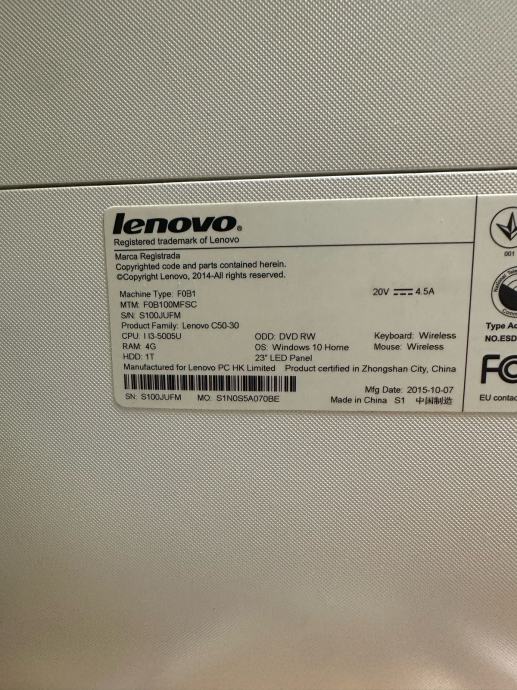 lenovo®
Registered trademark of Lenovo
Marca Registrada
Copyrighted code and parts contained herein.
©Copyright Lenovo, 2014-All rights reserved.
Machine Type: F0B1 20V 4.5A
MTM: F0B100MFSC
S/N: S100JUFM
Product Family: Lenovo C50-30
CPU: I I3-5005U ODD: DVD RW Keyboard: Wireless
RAM: 4G OS: Windows 10 Home Mouse: Wireless
HDD: 1T 23" LED Panel
Manufactured for Lenovo PC HK Limited Product certified in Zhongshan City, China
Mfg Date: 2015-10-07
SN: S100JUFM MO: S1N0S5A070BE Made in China S1 中国制造
001
Type
NO.ESD
FC
EU